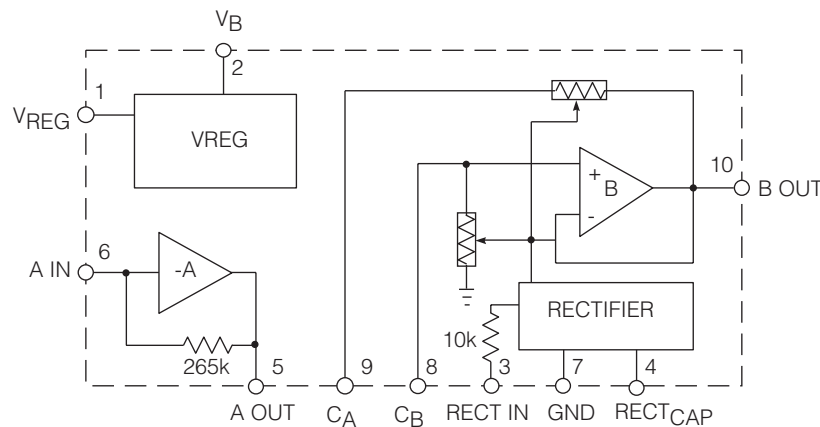 V_B
2
1
V_REG
VREG
10
+
B
-
B OUT
6
A IN
-A
265k
RECTIFIER
10k
5
9
8
3
7
4
A OUT
C_A
C_B
RECT IN
GND
RECT_CAP